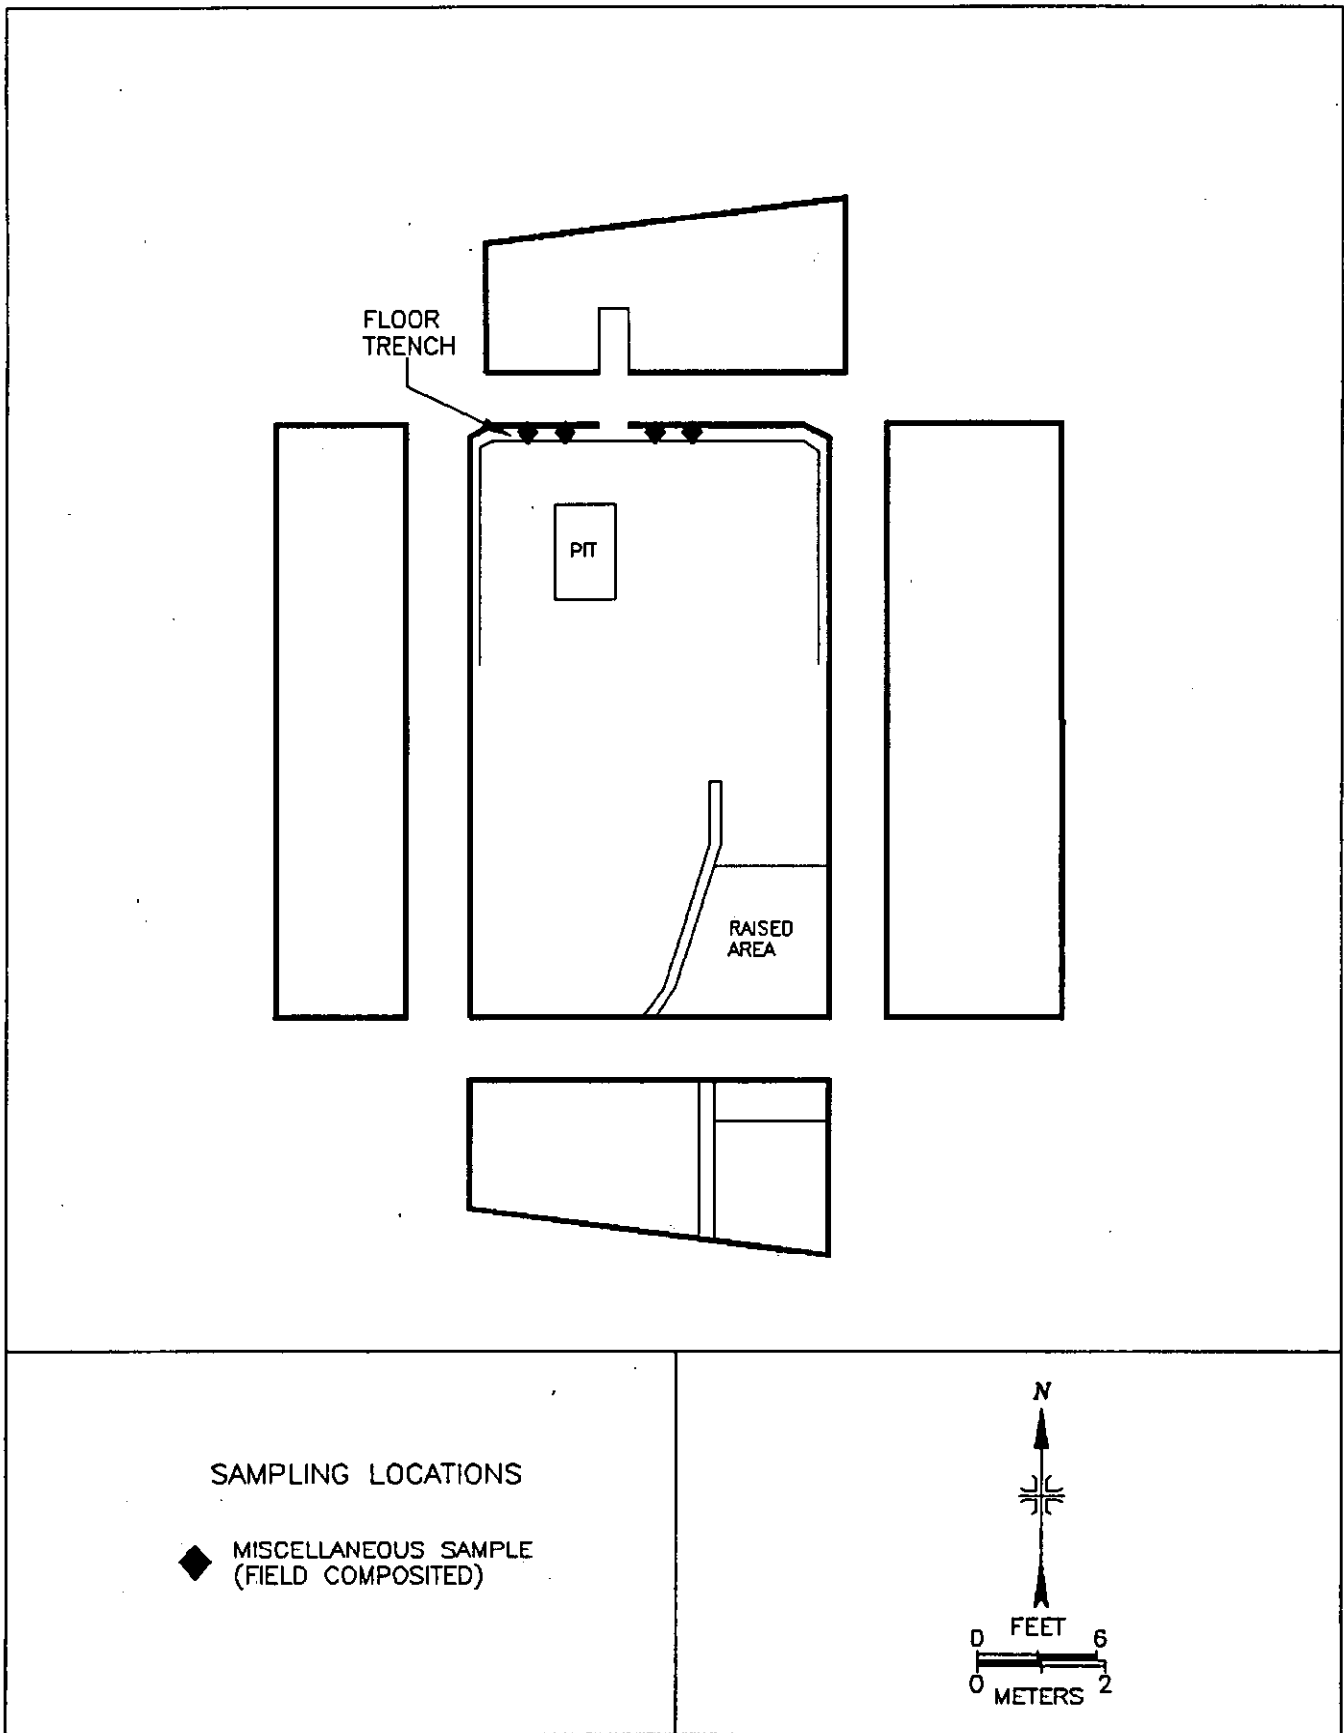 FLOOR
TRENCH
PIT
RAISED
AREA
SAMPLING LOCATIONS
MISCELLANEOUS SAMPLE
(FIELD COMPOSITED)
N
FEET
0 6
0 2
METERS